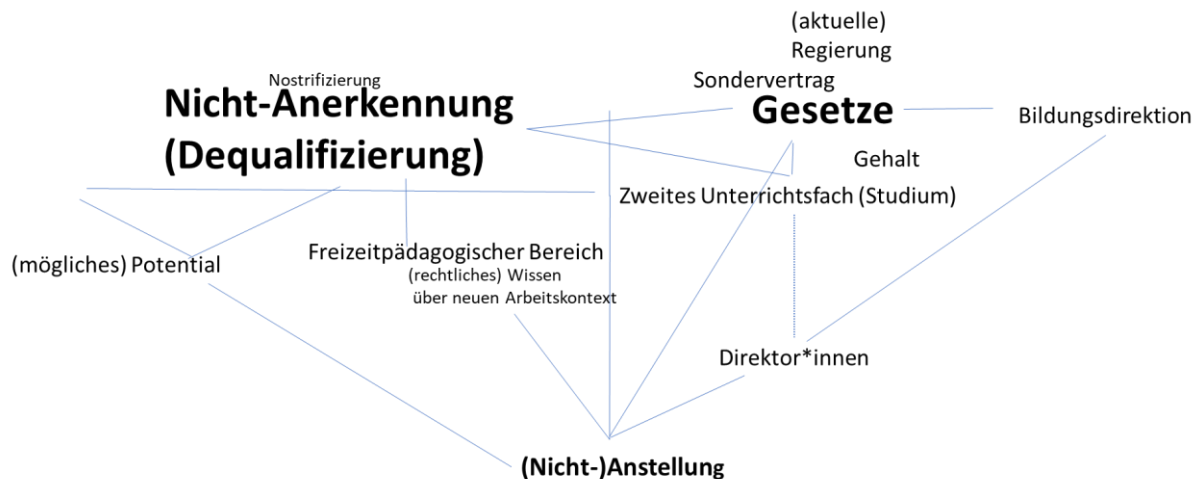 (aktuelle)
Regierung
Nostrifizierung
Sondervertrag
Nicht-Anerkennung
(Dequalifizierung)
Gesetze
Bildungsdirektion
Gehalt
Zweites Unterrichtsfach (Studium)
(mögliches) Potential
Freizeitpädagogischer Bereich
(rechtliches) Wissen
über neuen Arbeitskontext
Direktor*innen
(Nicht-)Anstellung